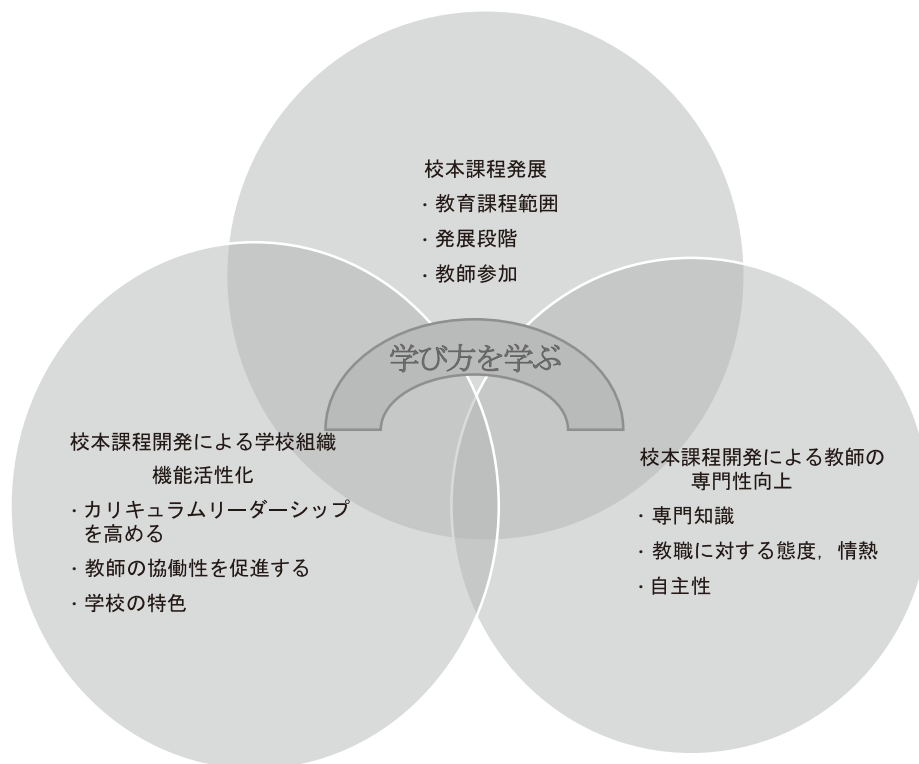 校本課程発展
・教育課程範囲
・発展段階
・教師参加
学び方を学ぶ
校本課程開発による学校組織
機能活性化
・カリキュラムリーダーシップ
を高める
・教師の協働性を促進する
・学校の特色
校本課程開発による教師の
専門性向上
・専門知識
・教職に対する態度，情熱
・自主性